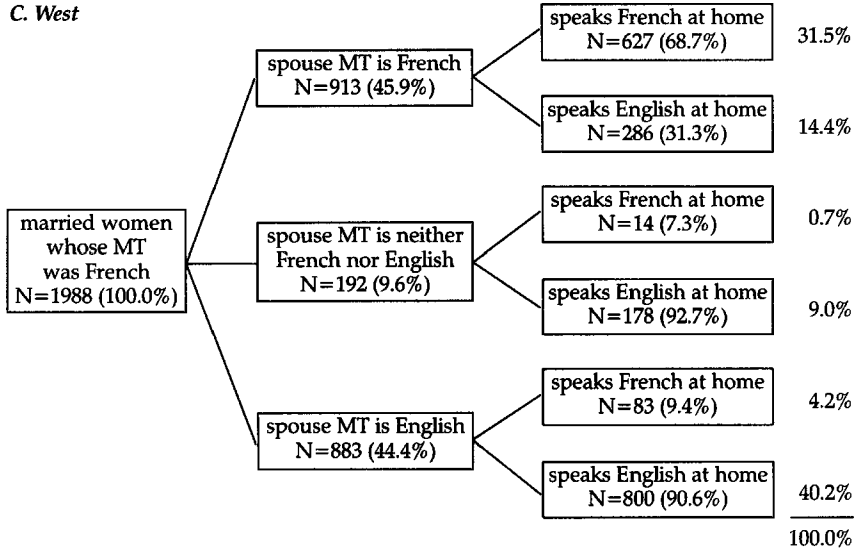 C. West
married women
whose MT
was French
N=1988 (100.0%)
spouse MT is French
N=913 (45.9%)
speaks French at home
N=627 (68.7%)
31.5%
speaks English at home
N=286 (31.3%)
14.4%
spouse MT is neither
French nor English
N=192 (9.6%)
speaks French at home
N=14 (7.3%)
0.7%
speaks English at home
N=178 (92.7%)
9.0%
spouse MT is English
N=883 (44.4%)
speaks French at home
N=83 (9.4%)
4.2%
speaks English at home
N=800 (90.6%)
40.2%
100.0%